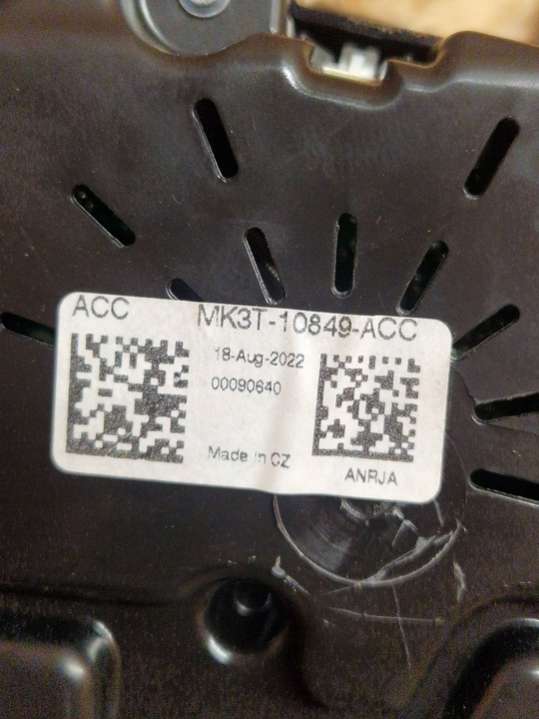 ACC MK3T-10849-ACC
18-Aug-2022
00090640
Made in CZ
ANRJA